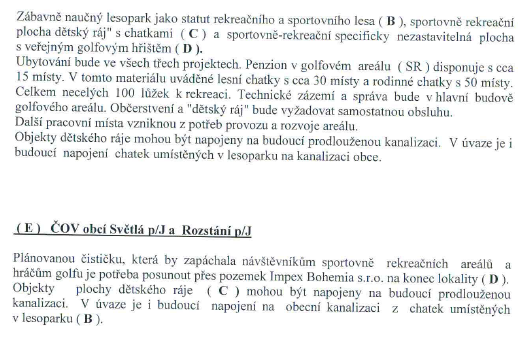 Zábavně naučný lesopark jako statut rekreačního a sportovního lesa ( B ), sportovně rekreační
plocha dětský ráj" s chatkami ( C ) a sportovně-rekreační specificky nezastavitelná plocha
s veřejným golfovým hřištěm ( D ).
Ubytování bude ve všech třech projektech. Penzion v golfovém areálu ( SR ) disponuje s cca
15 místy. V tomto materiálu uváděné lesní chatky s cca 30 místy a rodinné chatky s 50 místy.
Celkem necelých 100 lůžek k rekreaci. Technické zázemí a správa bude v hlavní budově
golfového areálu. Občerstvení a "dětský ráj" bude vyžadovat samostatnou obsluhu.
Další pracovní místa vzniknou z potřeb provozu a rozvoje areálu.
Objekty dětského ráje mohou být napojeny na budoucí prodlouženou kanalizaci. V úvaze je i
budoucí napojení chatek umístěných v lesoparku na kanalizaci obce.
( E ) ČOV obcí Světlá p/J a Rozstání p/J
Plánovanou čističku, která by zapáchala návštěvníkům sportovně rekreačních areálů a
hráčům golfu je potřeba posunout přes pozemek Impex Bohemia s.r.o. na konec lokality ( D ).
Objekty plochy dětského ráje ( C ) mohou být napojeny na budoucí prodlouženou
kanalizaci. V úvaze je i budoucí napojení na obecní kanalizaci z chatek umístěných
v lesoparku ( B ).